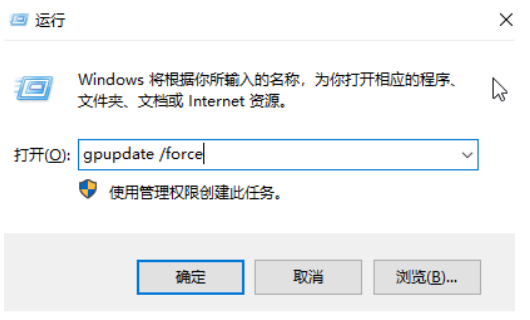 运行
Windows 将根据你所输入的名称，为你打开相应的程序、
文件夹、文档或 Internet 资源。
打开(O): gpupdate /force
使用管理权限创建此任务。
确定 取消 浏览(B)...